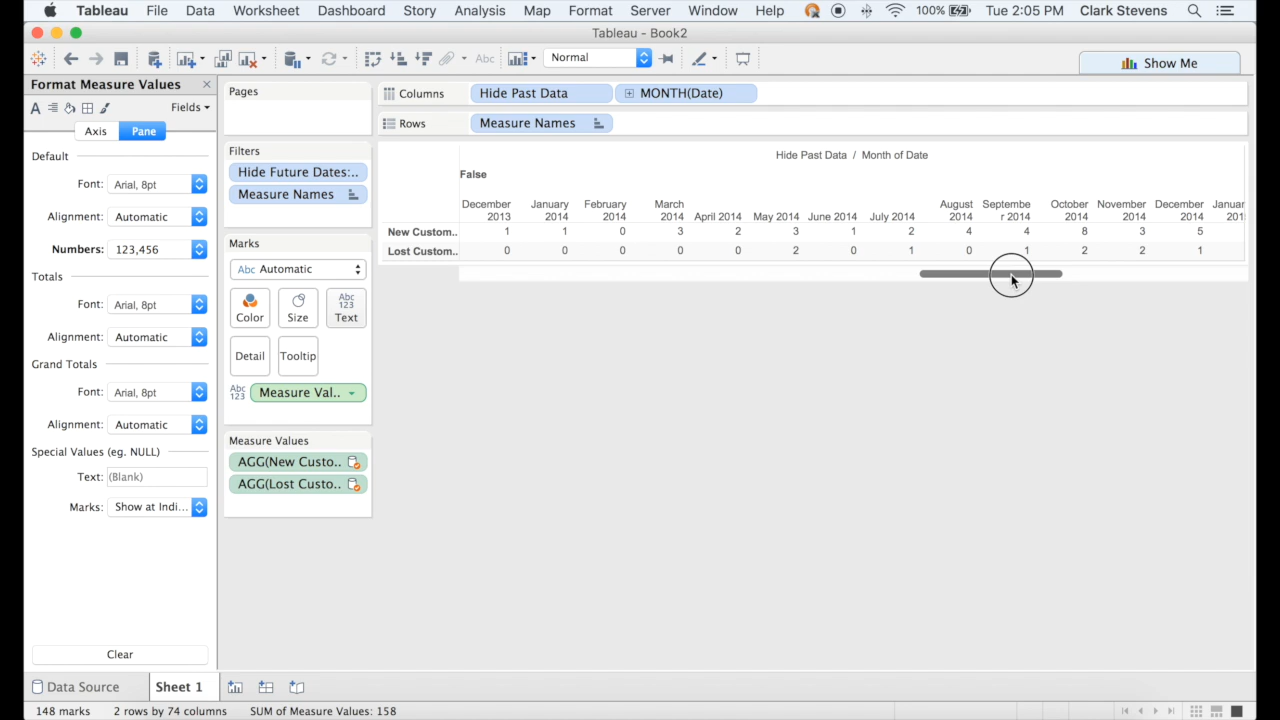 Tableau File Data Worksheet Dashboard Story Analysis Map Format Server Window Help 100% Tue 2:05 PM Clark Stevens
Tableau - Book2
Abc Normal Show Me
Format Measure Values
Fields
Axis Pane
Default
Font: Arial, 8pt
Alignment: Automatic
Numbers: 123,456
Totals
Font: Arial, 8pt
Alignment: Automatic
Grand Totals
Font: Arial, 8pt
Alignment: Automatic
Special Values (eg. NULL)
Text: (Blank)
Marks: Show at Indi...
Clear
Pages
Filters
Hide Future Dates:..
Measure Names
Marks
Abc Automatic
Color Size Abc 123 Text
Detail Tooltip
Abc 123 Measure Val..
Measure Values
AGG(New Custo..
AGG(Lost Custo..
Columns Hide Past Data MONTH(Date)
Rows Measure Names
Hide Past Data / Month of Date
False
December January February March August Septembe October November December Januar
2013 2014 2014 2014 April 2014 May 2014 June 2014 July 2014 2014 r 2014 2014 2014 2014 201
New Custom.. 1 1 0 3 2 3 1 2 4 4 8 3 5
Lost Custom.. 0 0 0 0 0 2 0 1 0 1 2 2 1
Data Source Sheet 1
148 marks 2 rows by 74 columns SUM of Measure Values: 158